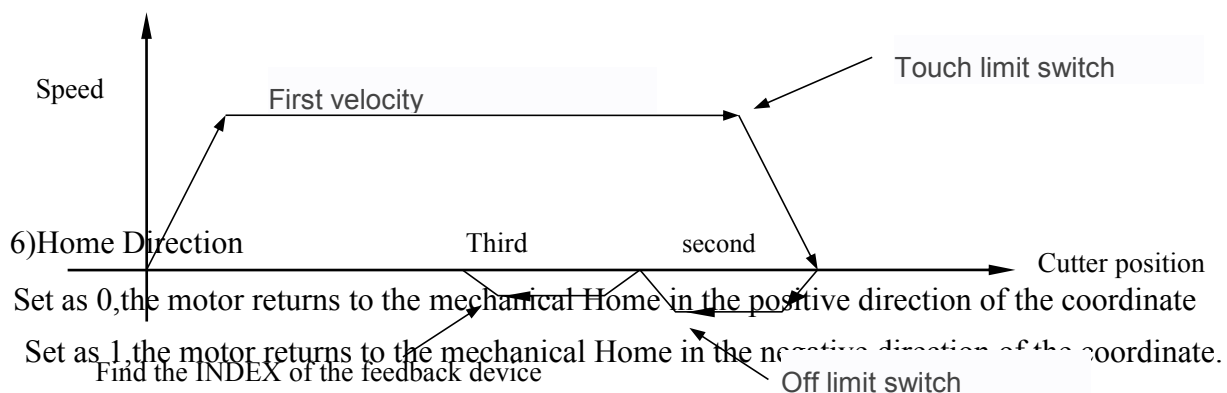 Touch limit switch
Speed
First velocity
6)Home Direction
Third
second
Cutter position
Set as 0,the motor returns to the mechanical Home in the positive direction of the coordinate
Set as 1,the motor returns to the mechanical Home in the negative direction of the coordinate.
Find the INDEX of the feedback device
Off limit switch